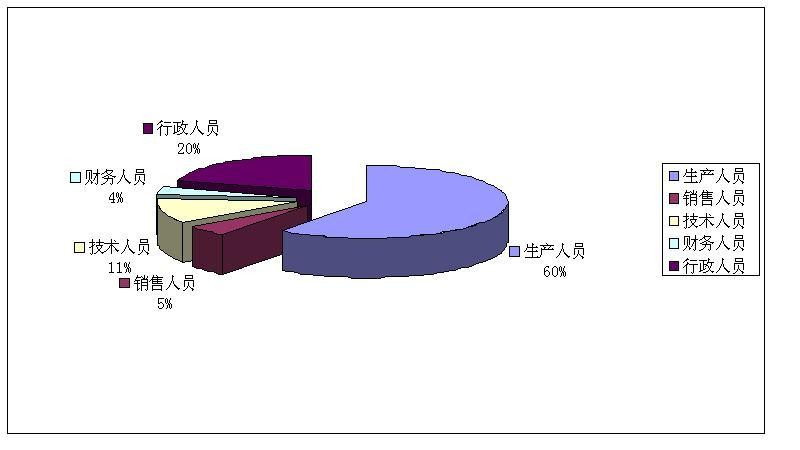 行政人员
20%
财务人员
4%
技术人员
11%
销售人员
5%
生产人员
60%
生产人员
销售人员
技术人员
财务人员
行政人员